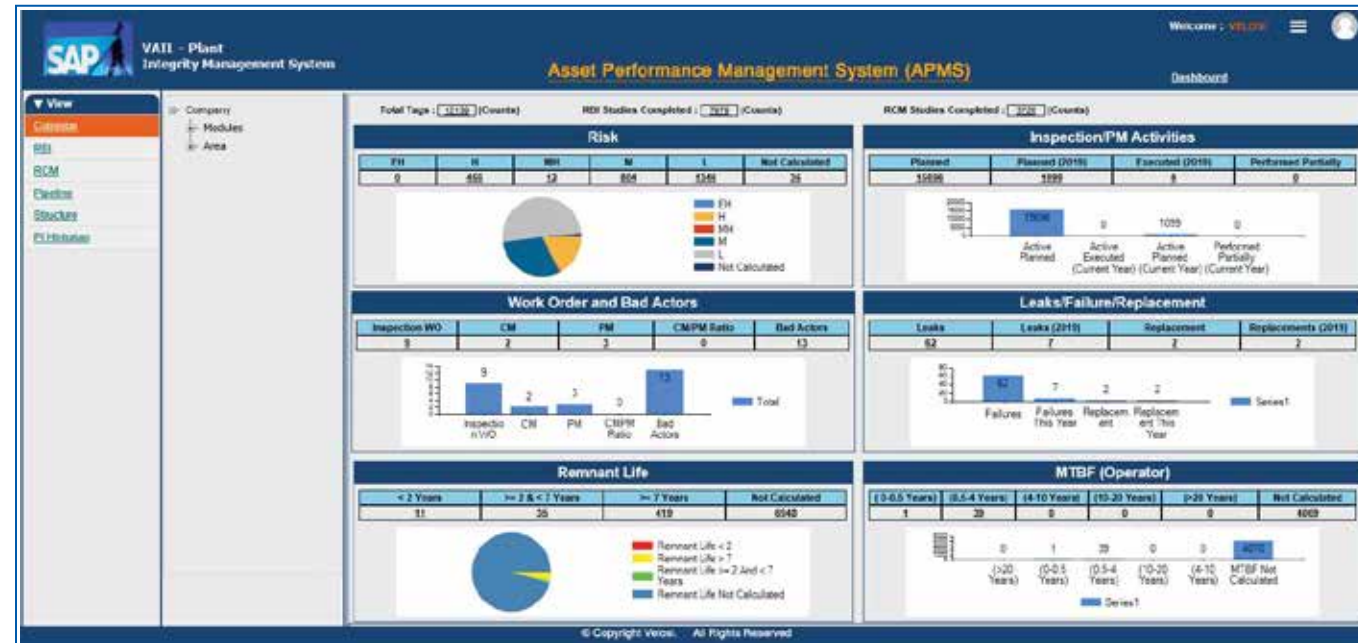 Welcome :
SAP
VAIL - Plant
Integrity Management System
Asset Performance Management System (APMS)
Dashboard
▼ View
RBI
RCM
Pipeline
Structure
Company
Modules
Area
Total Tags : (Counts)
RBI Studies Completed : (Counts)
RCM Studies Completed : (Counts)
Risk
EH H MH M L Not Calculated
0 12 1346 26
EH
H
MH
M
L
Not Calculated
Inspection/PM Activities
Planned Planned (2019) Executed (2019) Performed Partially
15696 1099 0 0
0 1099 0
Active Planned
Active Executed (Current Year)
Active Planned (Current Year)
Performed Partially (Current Year)
Work Order and Bad Actors
Inspection WO CM PM CM/PM Ratio Bad Actors
9 2 3 0 13
9 2 3 0 13
Inspectio n WO
CM
PM
CM/PM Ratio
Bad Actors
Total
Leaks/Failure/Replacement
Leaks Leaks (2019) Replacement Replacements (2019)
62 7 2 2
62 7 2 2
Failures
Failures This Year
Replacem ent
Replacem ent This Year
Series1
Remnant Life
< 2 Years >= 2 & < 7 Years >= 7 Years Not Calculated
11 419 6940
Remnant Life < 2
Remnant Life > 7
Remnant Life >= 2 And < 7 Years
Remnant Life Not Calculated
MTBF (Operator)
(0-0.5 Years) (0.5-4 Years) (4-10 Years) (10-20 Years) (>20 Years) Not Calculated
1 39 0 0 0 4069
0 1 39 0 0
(>20 Years)
(0-0.5 Years)
(0.5-4 Years)
(10-20 Years)
(4-10 Years)
MTBF Not Calculated
Series1
© Copyright Velosi. All Rights Reserved